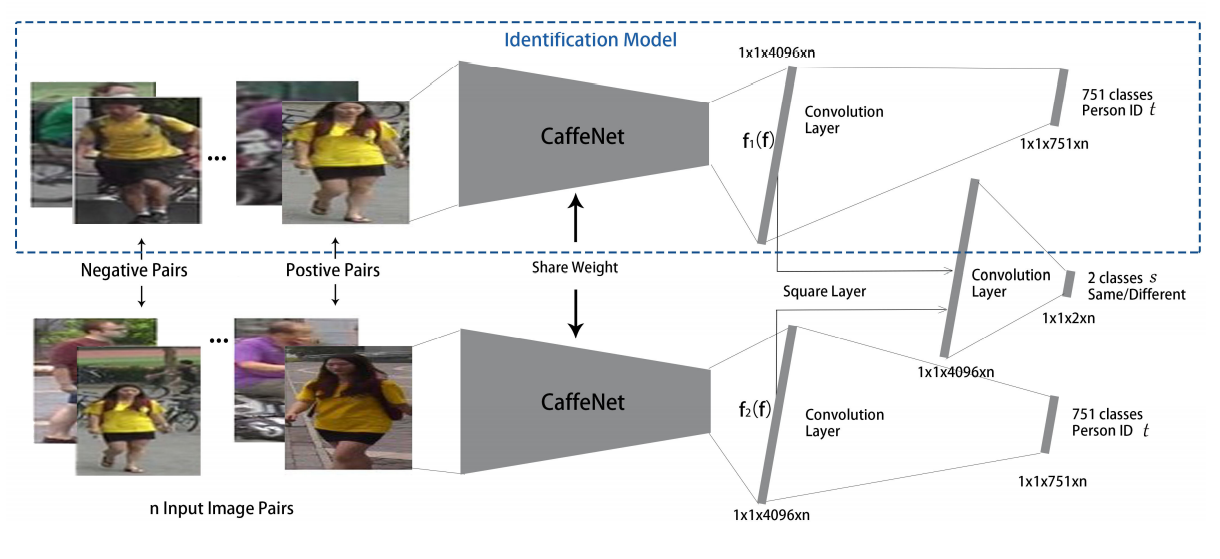 Identification Model
1x1x4096xn
CaffeNet
f₁(f)
Convolution
Layer
751 classes
Person ID t
1x1x751xn
...
Negative Pairs
Postive Pairs
Share Weight
Square Layer
Convolution
Layer
2 classes s
Same/Different
1x1x2xn
1x1x4096xn
...
CaffeNet
f₂(f)
Convolution
Layer
751 classes
Person ID t
1x1x751xn
1x1x4096xn
n Input Image Pairs